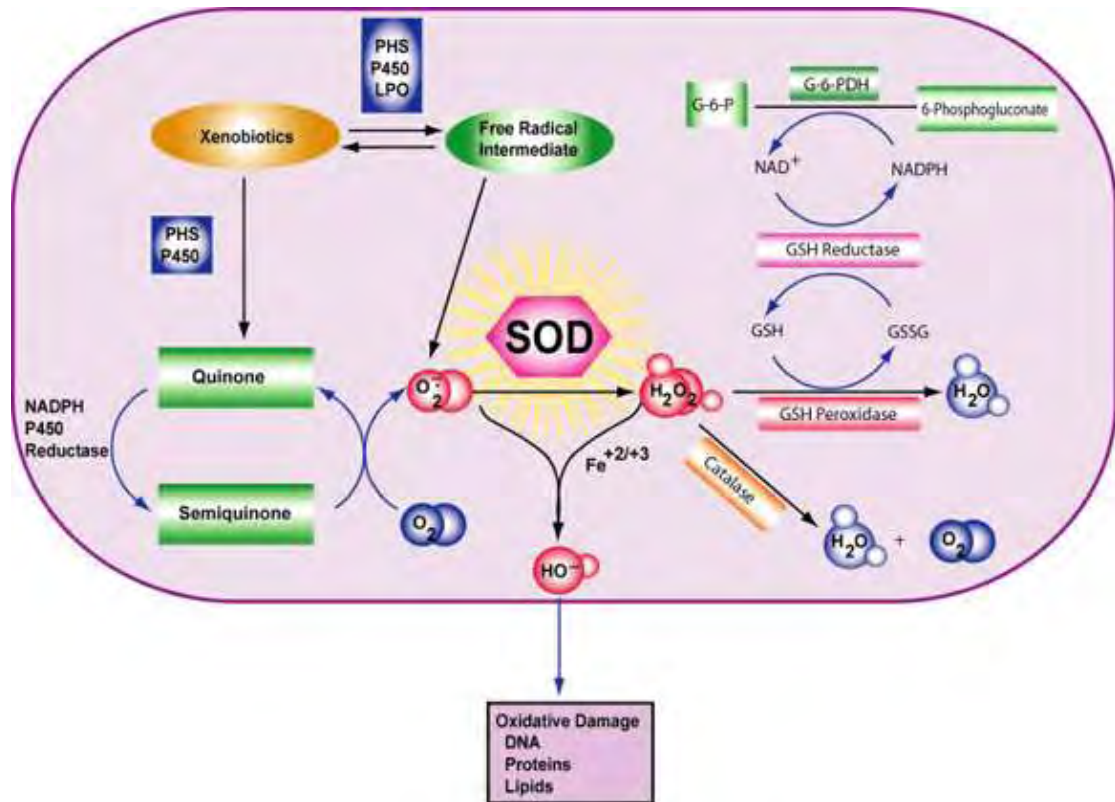 PHS
P450
LPO
Xenobiotics
Free Radical
Intermediate
G-6-P
G-6-PDH
6-Phosphogluconate
NAD+
NADPH
GSH Reductase
PHS
P450
GSH
GSSG
SOD
Quinone
O2·−
H2O2
H2O
GSH Peroxidase
NADPH
P450
Reductase
Fe+2/+3
Catalase
Semiquinone
O2
H2O + O2
HO−
Oxidative Damage
DNA
Proteins
Lipids